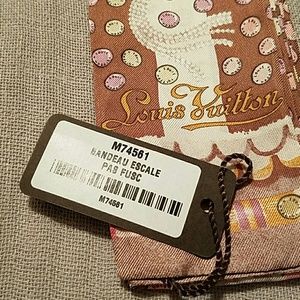 Louis Vuitton
M74561
BANDEAU ESCALE
PAS FUSC
M74561